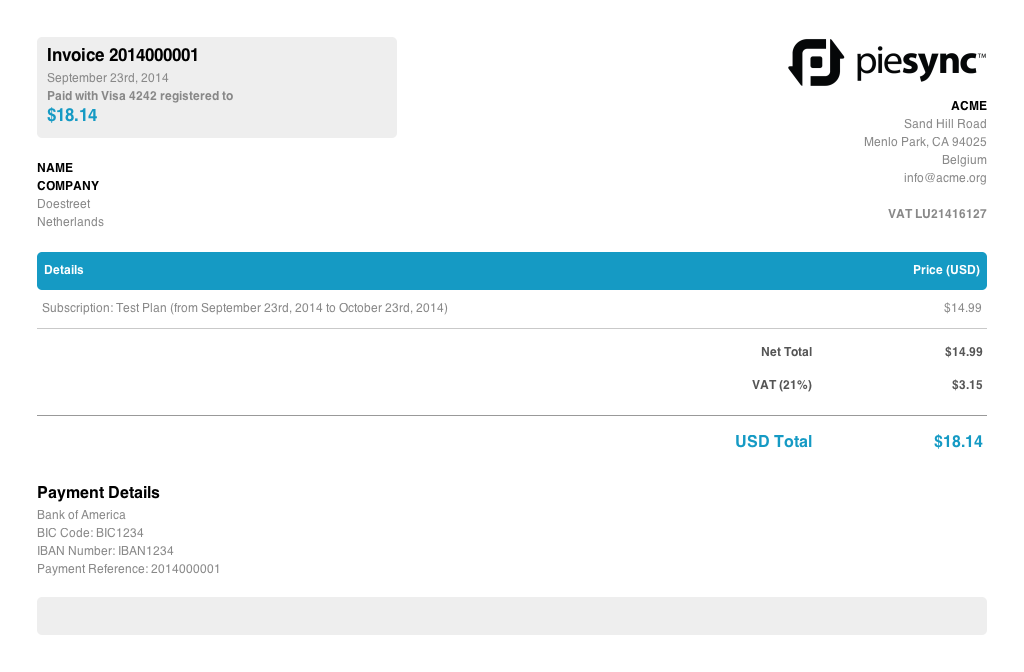 Invoice 2014000001
September 23rd, 2014
Paid with Visa 4242 registered to
$18.14
piesync™
ACME
Sand Hill Road
Menlo Park, CA 94025
Belgium
info@acme.org
VAT LU21416127
NAME
COMPANY
Doestreet
Netherlands
Details Price (USD)
Subscription: Test Plan (from September 23rd, 2014 to October 23rd, 2014) $14.99
Net Total $14.99
VAT (21%) $3.15
USD Total $18.14
Payment Details
Bank of America
BIC Code: BIC1234
IBAN Number: IBAN1234
Payment Reference: 2014000001